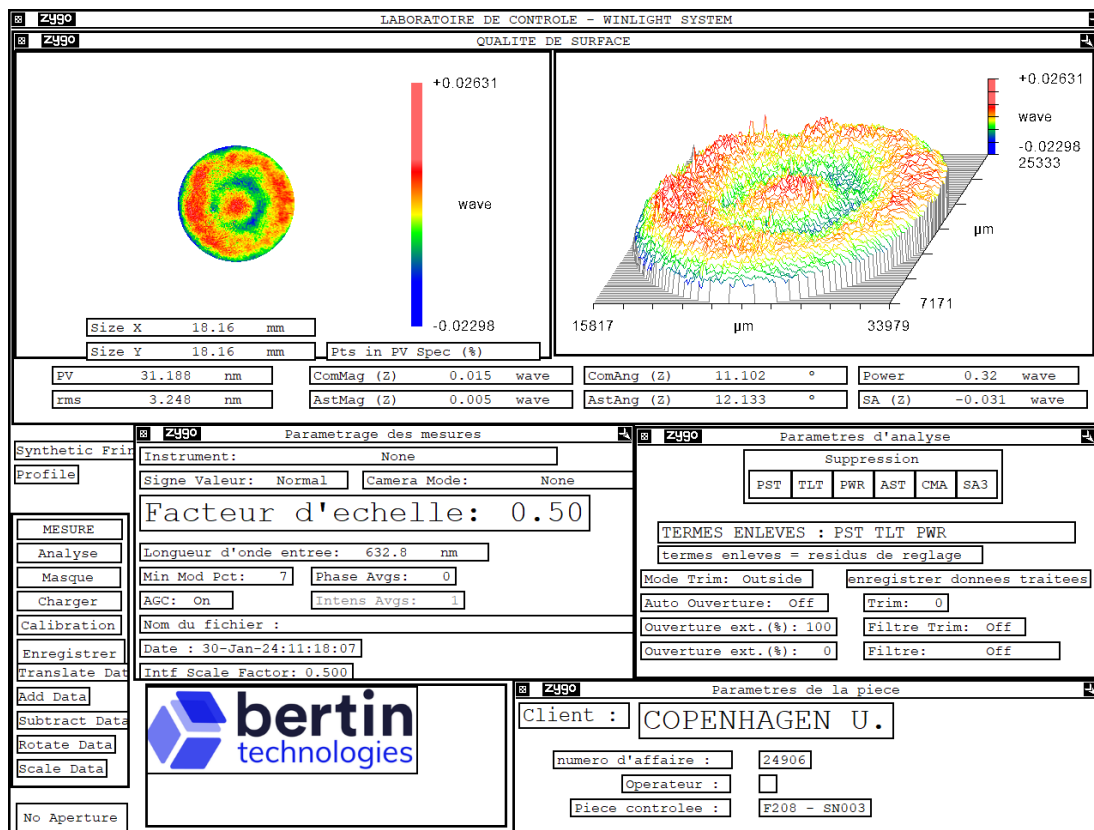 zygo LABORATOIRE DE CONTROLE - WINLIGHT SYSTEM
zygo QUALITE DE SURFACE
+0.02631
wave
-0.02298
+0.02631
wave
-0.02298
25333
µm
7171
15817 µm 33979
Size X 18.16 mm
Size Y 18.16 mm
Pts in PV Spec (%)
PV 31.188 nm
ComMag (Z) 0.015 wave
ComAng (Z) 11.102 °
Power 0.32 wave
rms 3.248 nm
AstMag (Z) 0.005 wave
AstAng (Z) 12.133 °
SA (Z) -0.031 wave
Synthetic Frin
Profile
MESURE
Analyse
Masque
Charger
Calibration
Enregistrer
Translate Dat
Add Data
Subtract Data
Rotate Data
Scale Data
No Aperture
zygo Parametrage des mesures
Instrument: None
Signe Valeur: Normal
Camera Mode: None
Facteur d'echelle: 0.50
Longueur d'onde entree: 632.8 nm
Min Mod Pct: 7
Phase Avgs: 0
AGC: On
Intens Avgs: 1
Nom du fichier :
Date : 30-Jan-24:11:18:07
Intf Scale Factor: 0.500
zygo Parametres d'analyse
Suppression
PST TLT PWR AST CMA SA3
TERMES ENLEVES : PST TLT PWR
termes enleves = residus de reglage
Mode Trim: Outside
enregistrer donnees traitees
Auto Ouverture: Off
Trim: 0
Ouverture ext.(%): 100
Filtre Trim: Off
Ouverture ext.(%): 0
Filtre: Off
bertin
technologies
zygo Parametres de la piece
Client : COPENHAGEN U.
numero d'affaire : 24906
Operateur :
Pièce controlee : F208 - SN003